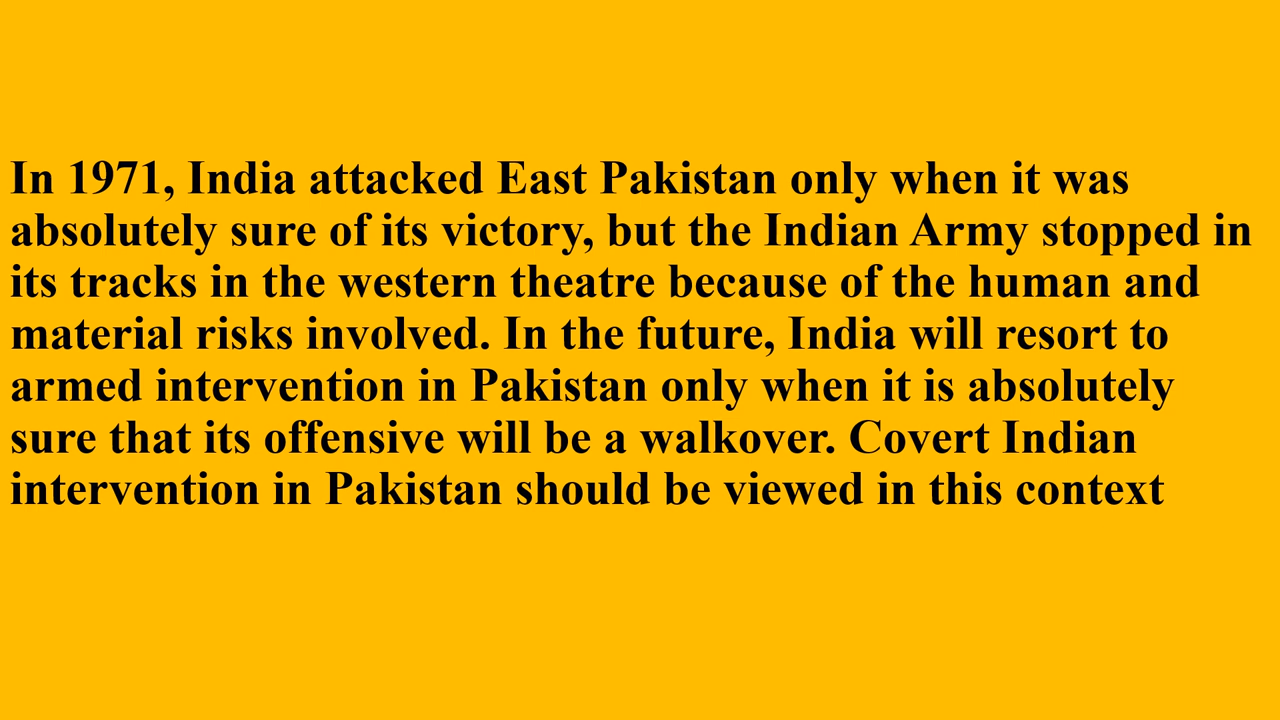 In 1971, India attacked East Pakistan only when it was
absolutely sure of its victory, but the Indian Army stopped in
its tracks in the western theatre because of the human and
material risks involved. In the future, India will resort to
armed intervention in Pakistan only when it is absolutely
sure that its offensive will be a walkover. Covert Indian
intervention in Pakistan should be viewed in this context